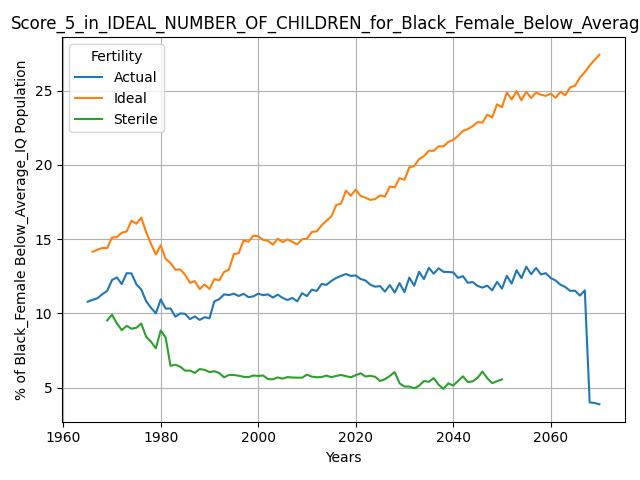 Score_5_in_IDEAL_NUMBER_OF_CHILDREN_for_Black_Female_Below_Averag
Fertility
Actual
Ideal
Sterile
% of Black_Female Below_Average_IQ Population
25
20
15
10
5
1960 1980 2000 2020 2040 2060
Years